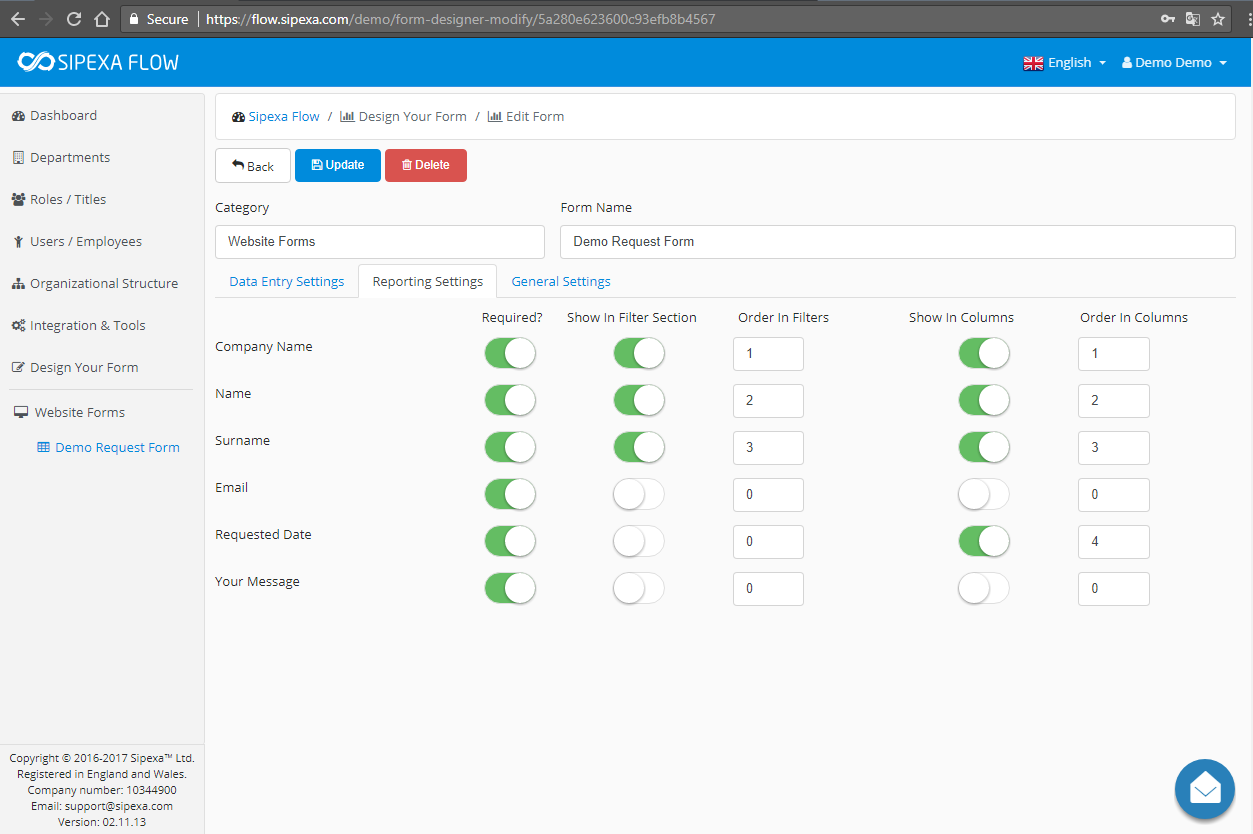 Secure https://flow.sipexa.com/demo/form-designer-modify/5a280e623600c93efb8b4567
SIPEXA FLOW
English
Demo Demo
Dashboard
Departments
Roles / Titles
Users / Employees
Organizational Structure
Integration & Tools
Design Your Form
Website Forms
Demo Request Form
Copyright © 2016-2017 Sipexa™ Ltd.
Registered in England and Wales.
Company number: 10344900
Email: support@sipexa.com
Version: 02.11.13
Sipexa Flow / Design Your Form / Edit Form
Back Update Delete
Category Form Name
Website Forms Demo Request Form
Data Entry Settings Reporting Settings General Settings
Required? Show In Filter Section Order In Filters Show In Columns Order In Columns
Company Name 1 1
Name 2 2
Surname 3 3
Email 0 0
Requested Date 0 4
Your Message 0 0